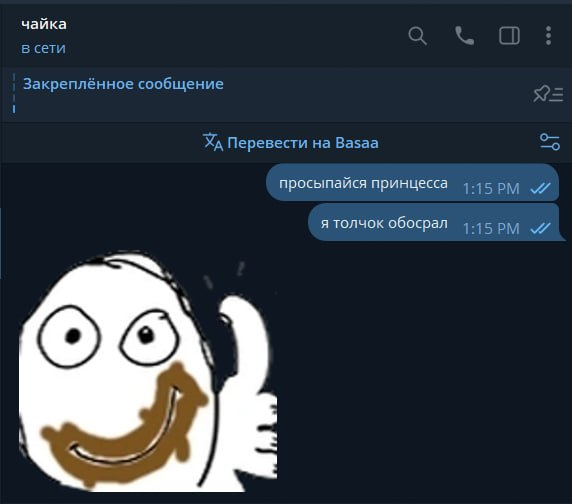 чайка
в сети
Закреплённое сообщение
Перевести на Basaa
просыпайся принцесса 1:15 PM
я толчок обосрал 1:15 PM